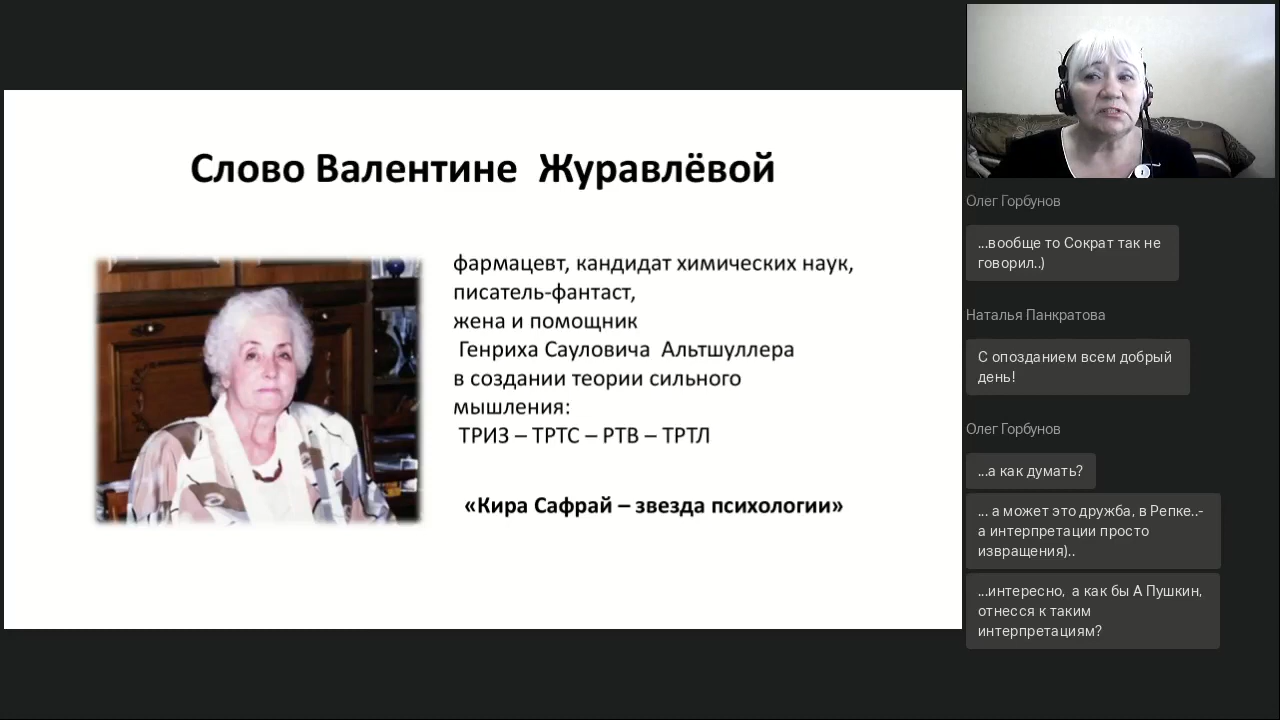 Слово Валентине Журавлёвой
фармацевт, кандидат химических наук,
писатель-фантаст,
жена и помощник
Генриха Сауловича Альтшуллера
в создании теории сильного
мышления:
ТРИЗ – ТРТС – РТВ – ТРТЛ
«Кира Сафрай – звезда психологии»
Олег Горбунов
...вообще то Сократ так не
говорил..)
Наталья Панкратова
С опозданием всем добрый
день!
Олег Горбунов
...а как думать?
... а может это дружба, в Репке..-
а интерпретации просто
извращения)..
...интересно, а как бы А Пушкин,
отнесся к таким
интерпретациям?